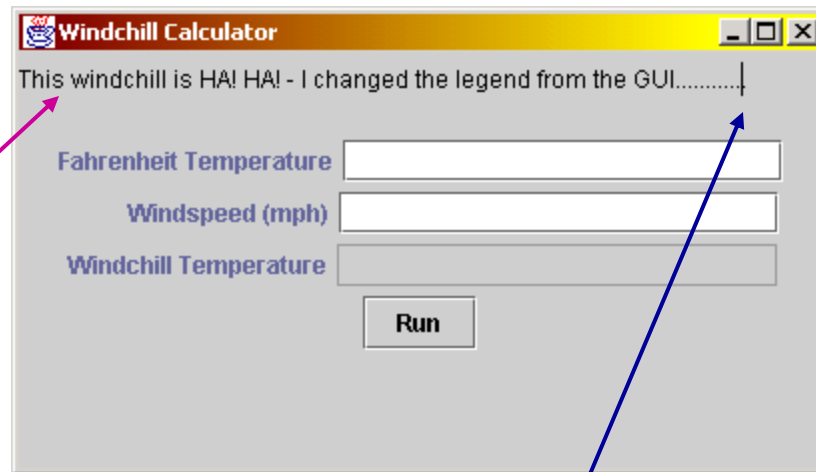 Windchill Calculator
This windchill is HA! HA! - I changed the legend from the GUI...........
Fahrenheit Temperature
Windspeed (mph)
Windchill Temperature
Run